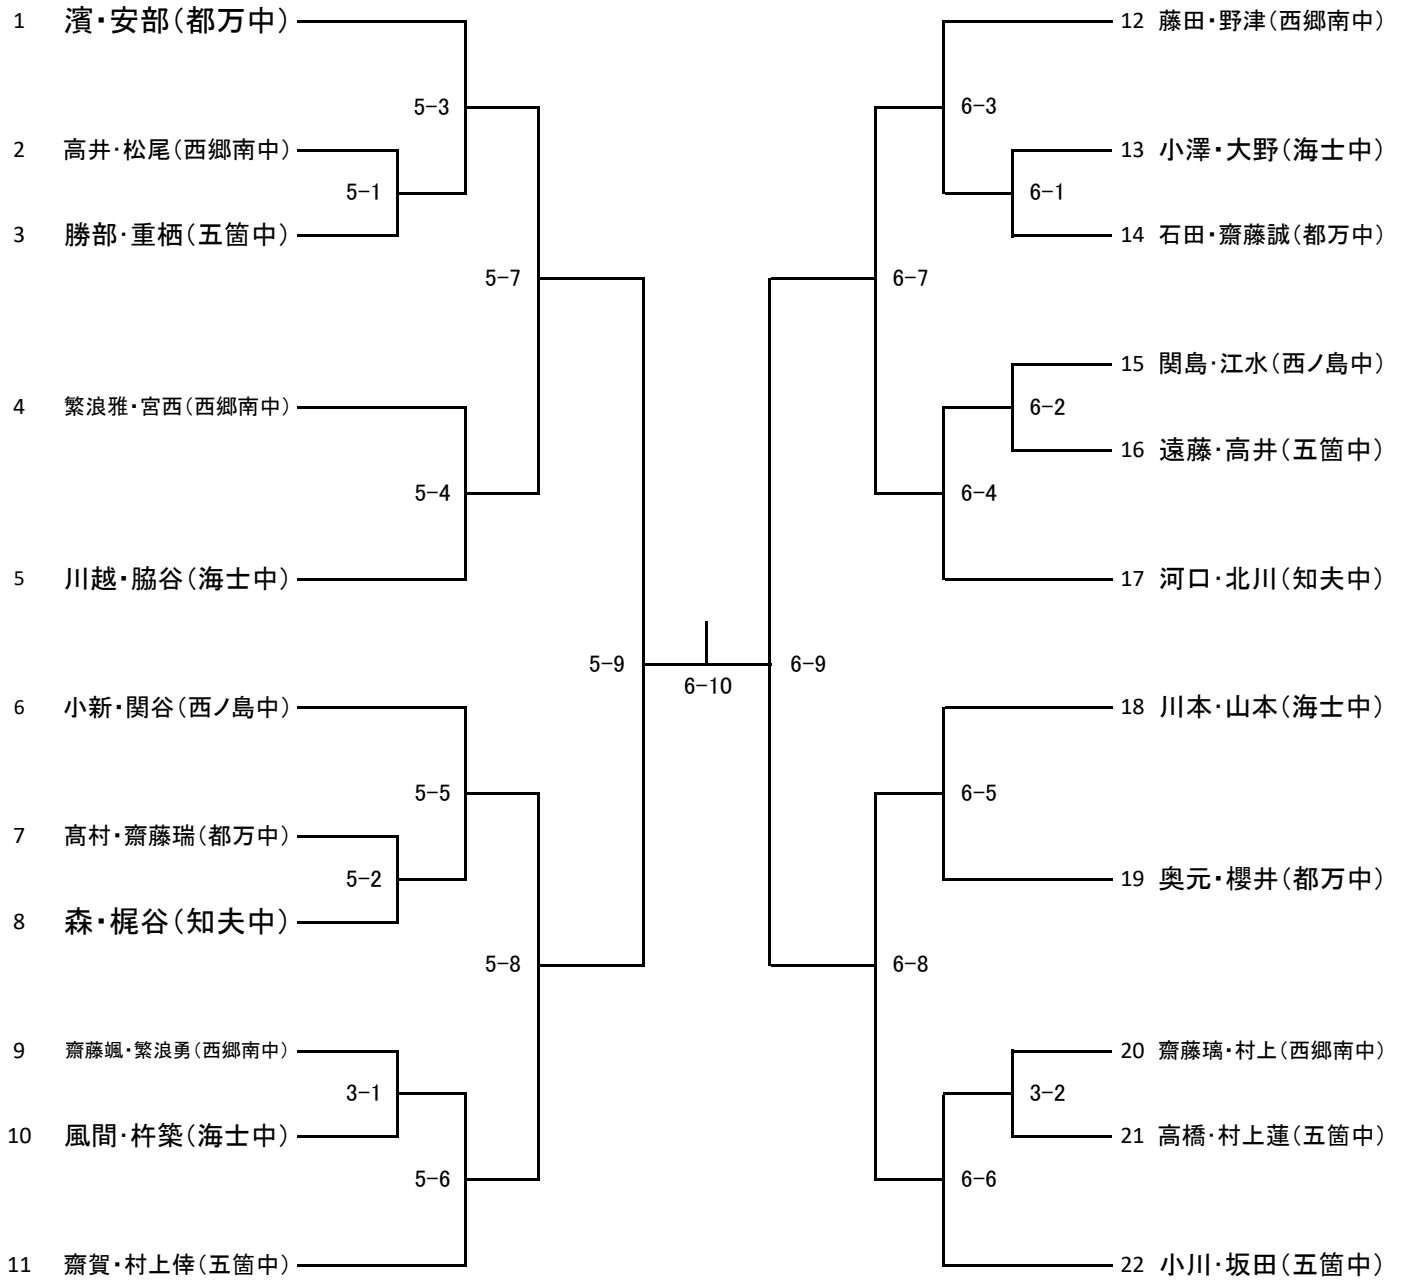 1 濱・安部(都万中)
5-3
2 高井・松尾(西郷南中)
5-1
3 勝部・重栖(五箇中)
5-7
4 繁浪雅・宮西(西郷南中)
5-4
5 川越・脇谷(海士中)
5-9
6 小新・関谷(西ノ島中)
5-5
7 髙村・齋藤瑞(都万中)
5-2
8 森・梶谷(知夫中)
5-8
9 齋藤颯・繁浪勇(西郷南中)
3-1
10 風間・杵築(海士中)
5-6
11 齋賀・村上倖(五箇中)
6-10
12 藤田・野津(西郷南中)
6-3
13 小澤・大野(海士中)
6-1
14 石田・齋藤誠(都万中)
6-7
15 関島・江水(西ノ島中)
6-2
16 遠藤・高井(五箇中)
6-4
17 河口・北川(知夫中)
6-9
18 川本・山本(海士中)
6-5
19 奥元・櫻井(都万中)
6-8
20 齋藤璃・村上(西郷南中)
3-2
21 高橋・村上蓮(五箇中)
6-6
22 小川・坂田(五箇中)